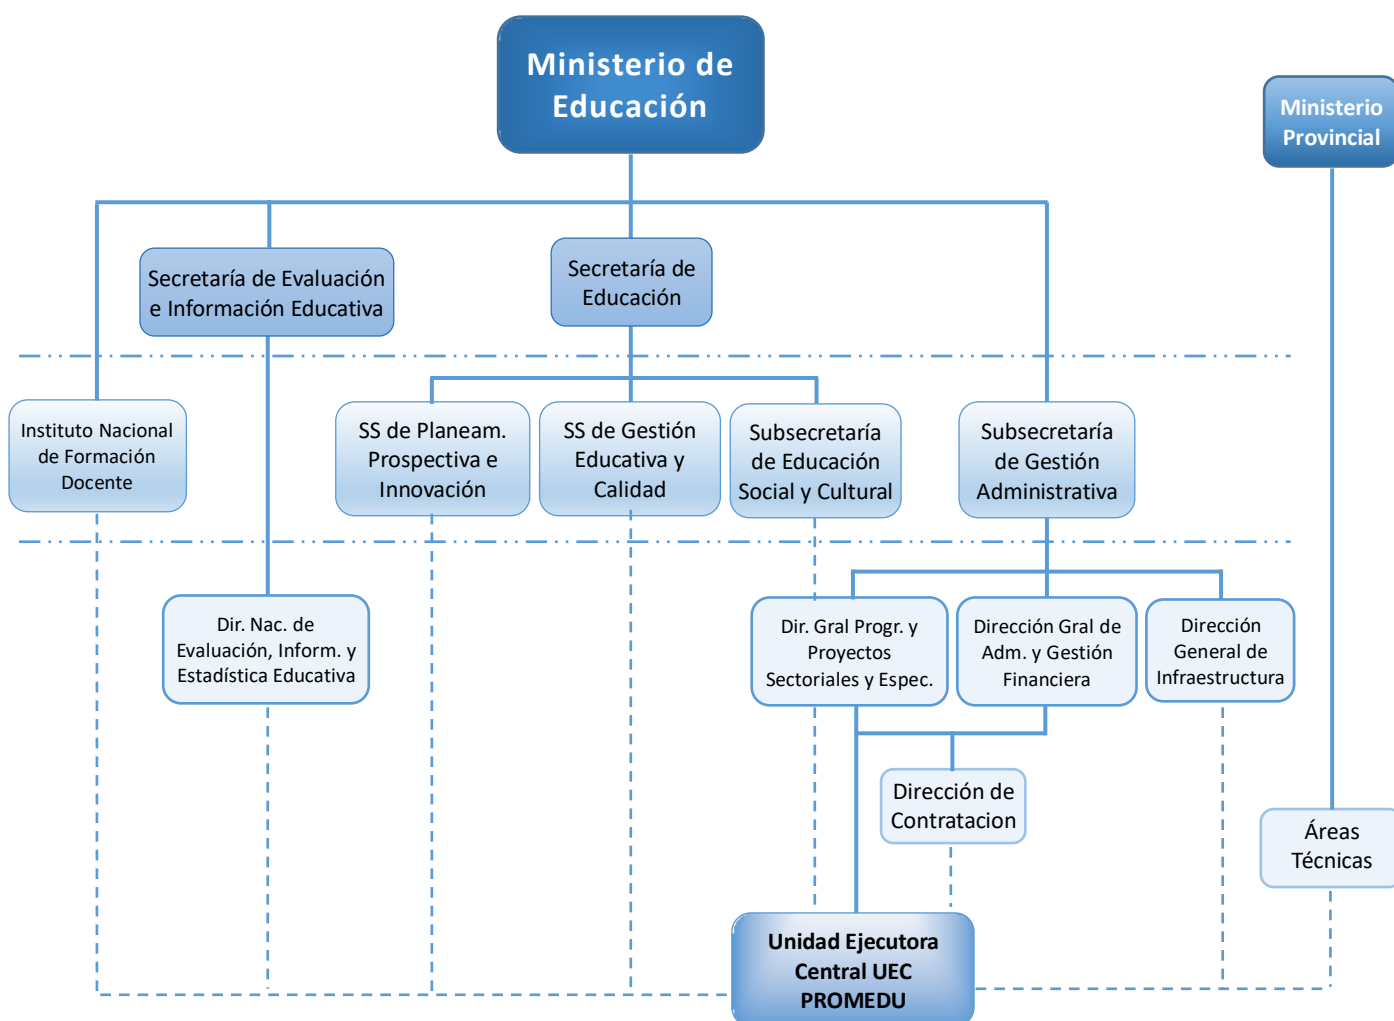 Ministerio de
Educación
Ministerio
Provincial
Secretaría de Evaluación
e Información Educativa
Secretaría de
Educación
Instituto Nacional
de Formación
Docente
SS de Planeam.
Prospectiva e
Innovación
SS de Gestión
Educativa y
Calidad
Subsecretaría
de Educación
Social y Cultural
Subsecretaría
de Gestión
Administrativa
Dir. Nac. de
Evaluación, Inform. y
Estadística Educativa
Dir. Gral Progr. y
Proyectos
Sectoriales y Espec.
Dirección Gral de
Adm. y Gestión
Financiera
Dirección
General de
Infraestructura
Dirección de
Contratacion
Áreas
Técnicas
Unidad Ejecutora
Central UEC
PROMEDU